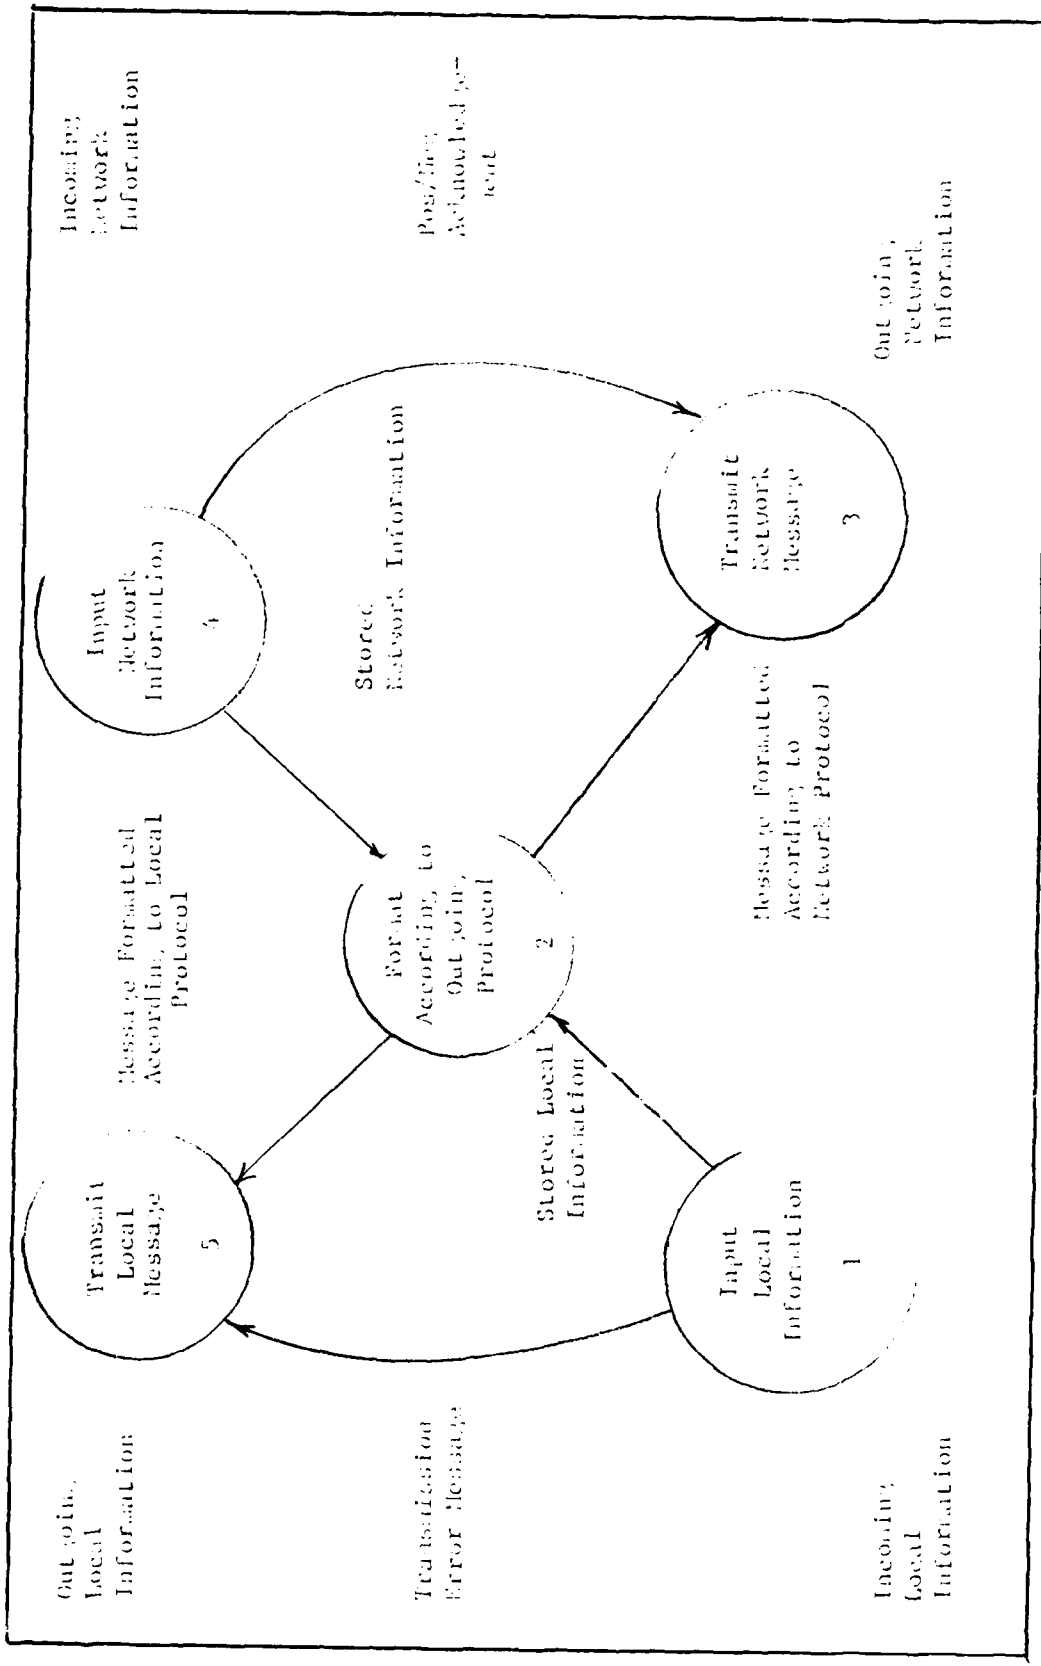 Outgoing
Local
Information
Transmit
Local
Message
5
Message Formatted
According to Local
Protocol
Input
Network
Information
4
Incoming
Network
Information
Transmission
Error Message
Format
According to
Outgoing
Protocol
2
Stored
Network Information
Pos/Neg
Acknowledge-
ment
Stored Local
Information
Incoming
Local
Information
Input
Local
Information
1
Message Formatted
According to
Network Protocol
Transmit
Network
Message
3
Outgoing
Network
Information